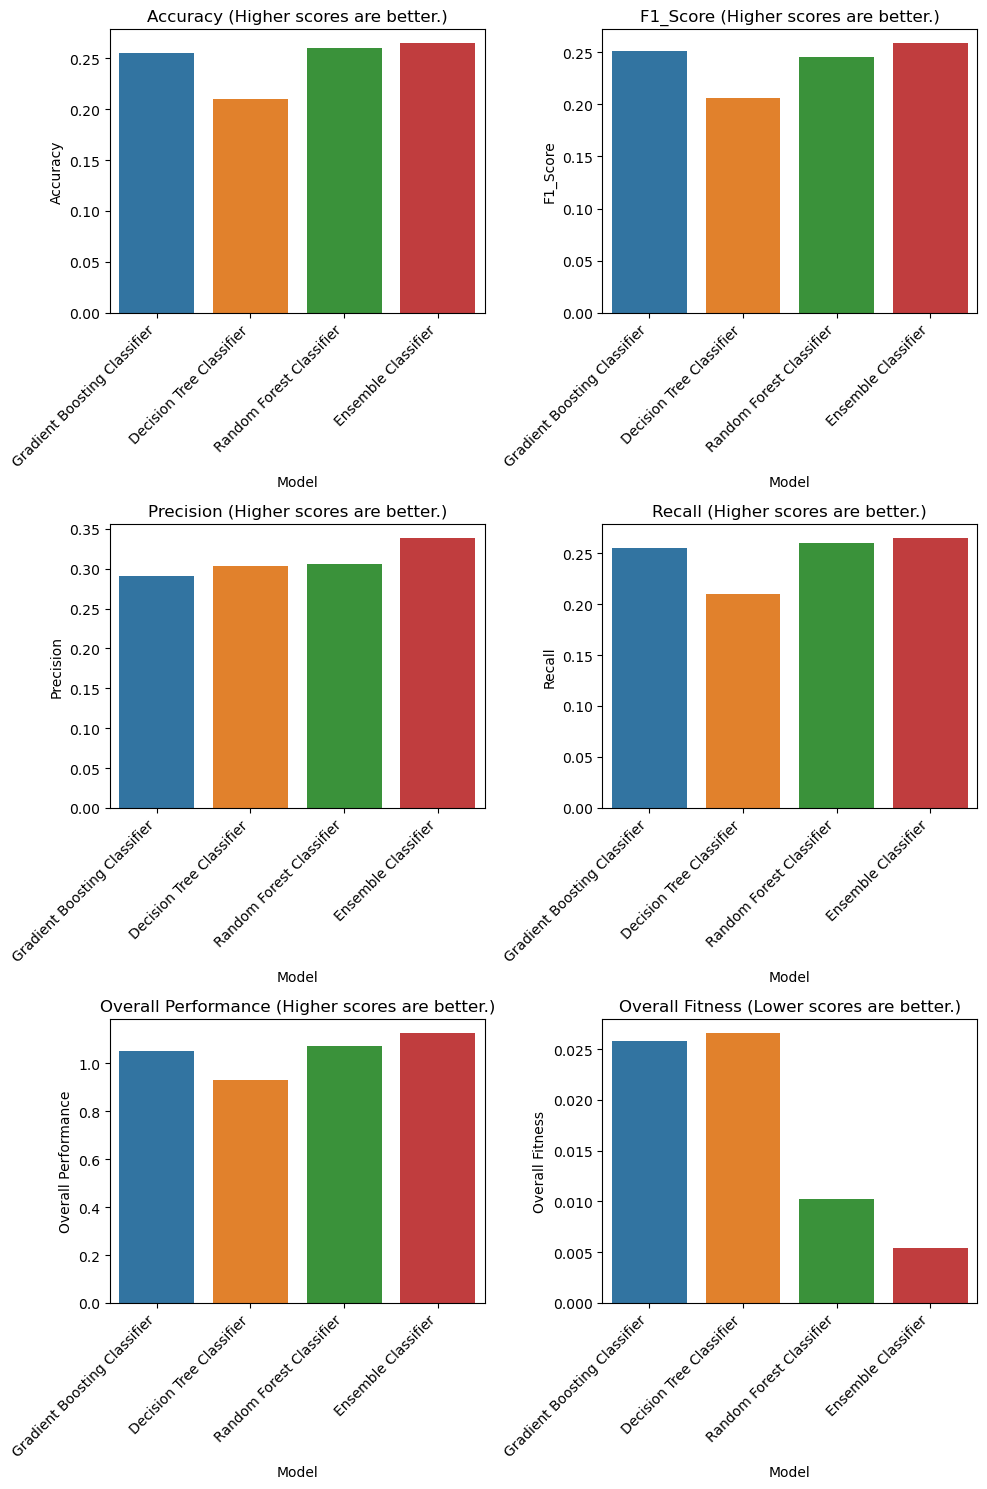 Accuracy (Higher scores are better.)
0.25
0.20
0.15
0.10
0.05
0.00
Accuracy
Gradient Boosting Classifier
Decision Tree Classifier
Random Forest Classifier
Ensemble Classifier
Model
F1_Score (Higher scores are better.)
0.25
0.20
0.15
0.10
0.05
0.00
F1_Score
Gradient Boosting Classifier
Decision Tree Classifier
Random Forest Classifier
Ensemble Classifier
Model
Precision (Higher scores are better.)
0.35
0.30
0.25
0.20
0.15
0.10
0.05
0.00
Precision
Gradient Boosting Classifier
Decision Tree Classifier
Random Forest Classifier
Ensemble Classifier
Model
Recall (Higher scores are better.)
0.25
0.20
0.15
0.10
0.05
0.00
Recall
Gradient Boosting Classifier
Decision Tree Classifier
Random Forest Classifier
Ensemble Classifier
Model
Overall Performance (Higher scores are better.)
1.0
0.8
0.6
0.4
0.2
0.0
Overall Performance
Gradient Boosting Classifier
Decision Tree Classifier
Random Forest Classifier
Ensemble Classifier
Model
Overall Fitness (Lower scores are better.)
0.025
0.020
0.015
0.010
0.005
0.000
Overall Fitness
Gradient Boosting Classifier
Decision Tree Classifier
Random Forest Classifier
Ensemble Classifier
Model